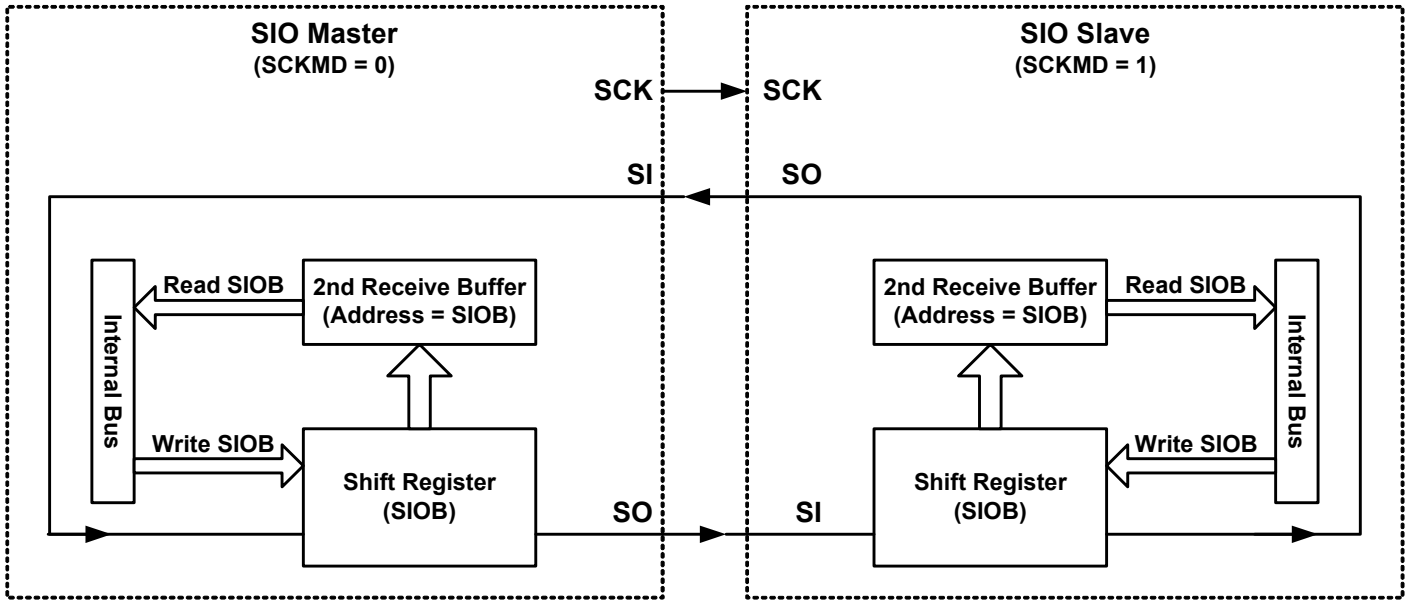 SIO Master
(SCKMD = 0)
SCK
SI
Read SIOB
2nd Receive Buffer
(Address = SIOB)
Internal Bus
Write SIOB
Shift Register
(SIOB)
SO
SIO Slave
(SCKMD = 1)
SCK
SO
2nd Receive Buffer
(Address = SIOB)
Read SIOB
Internal Bus
Write SIOB
Shift Register
(SIOB)
SI